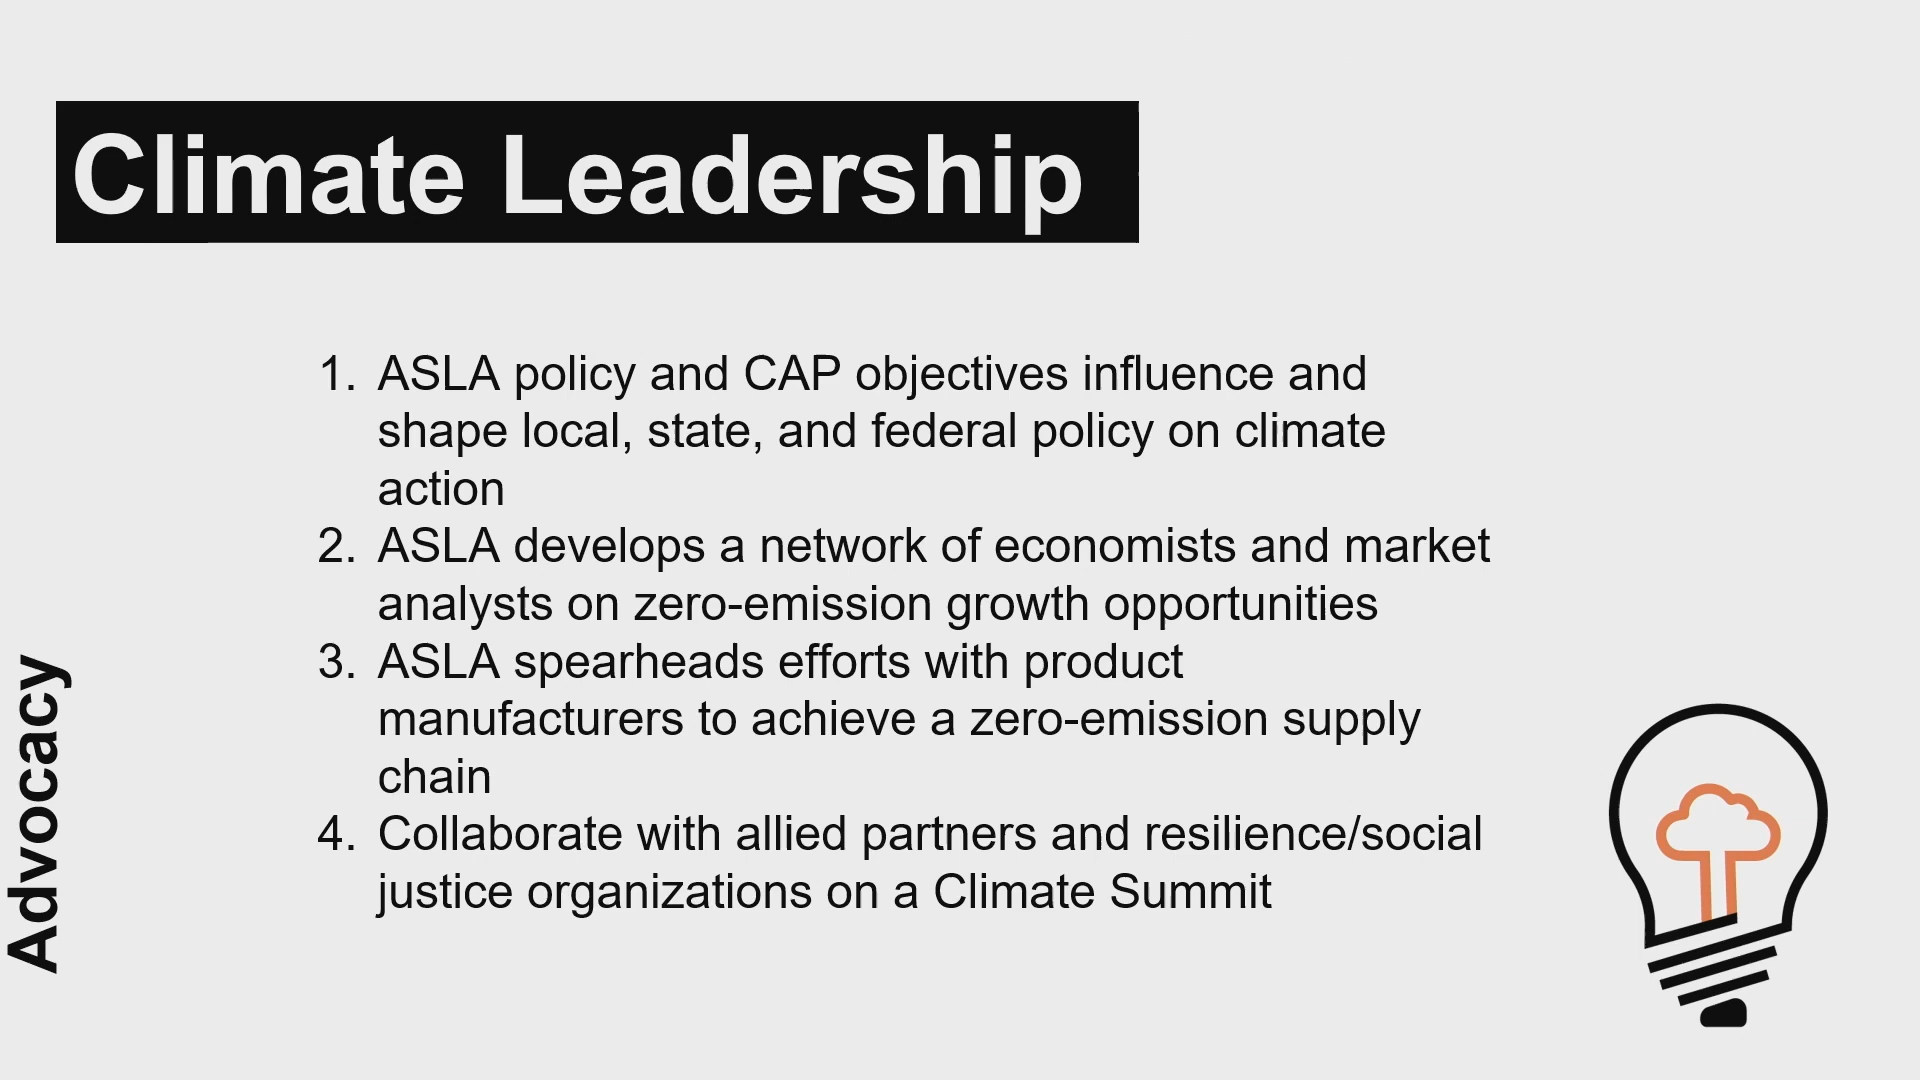 Climate Leadership
1. ASLA policy and CAP objectives influence and
shape local, state, and federal policy on climate
action
2. ASLA develops a network of economists and market
analysts on zero-emission growth opportunities
3. ASLA spearheads efforts with product
manufacturers to achieve a zero-emission supply
chain
4. Collaborate with allied partners and resilience/social
justice organizations on a Climate Summit
Advocacy